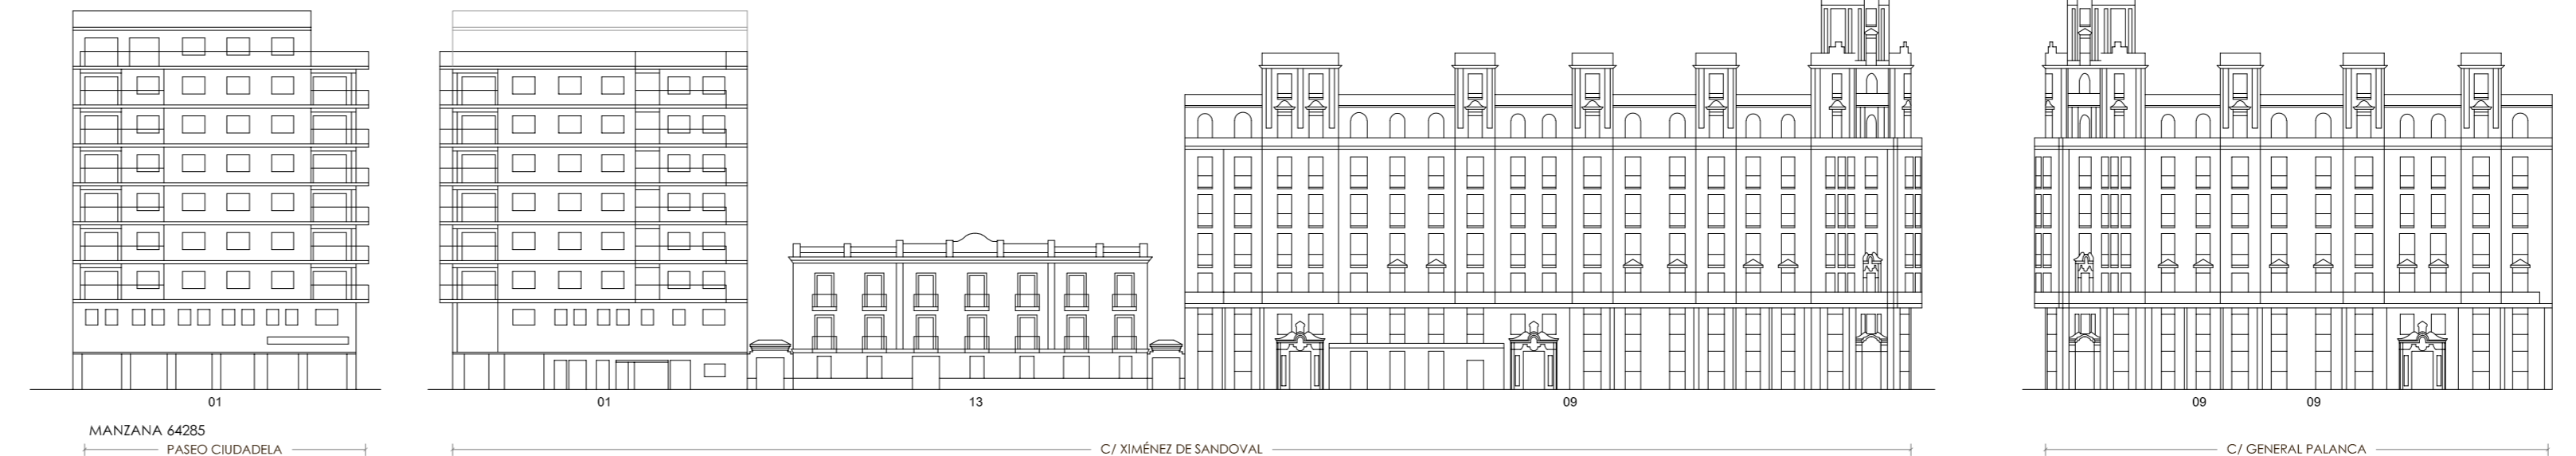 01
01
13
09
09
09
MANZANA 64285
PASEO CIUDADELA
C/ XIMÉNEZ DE SANDOVAL
C/ GENERAL PALANCA